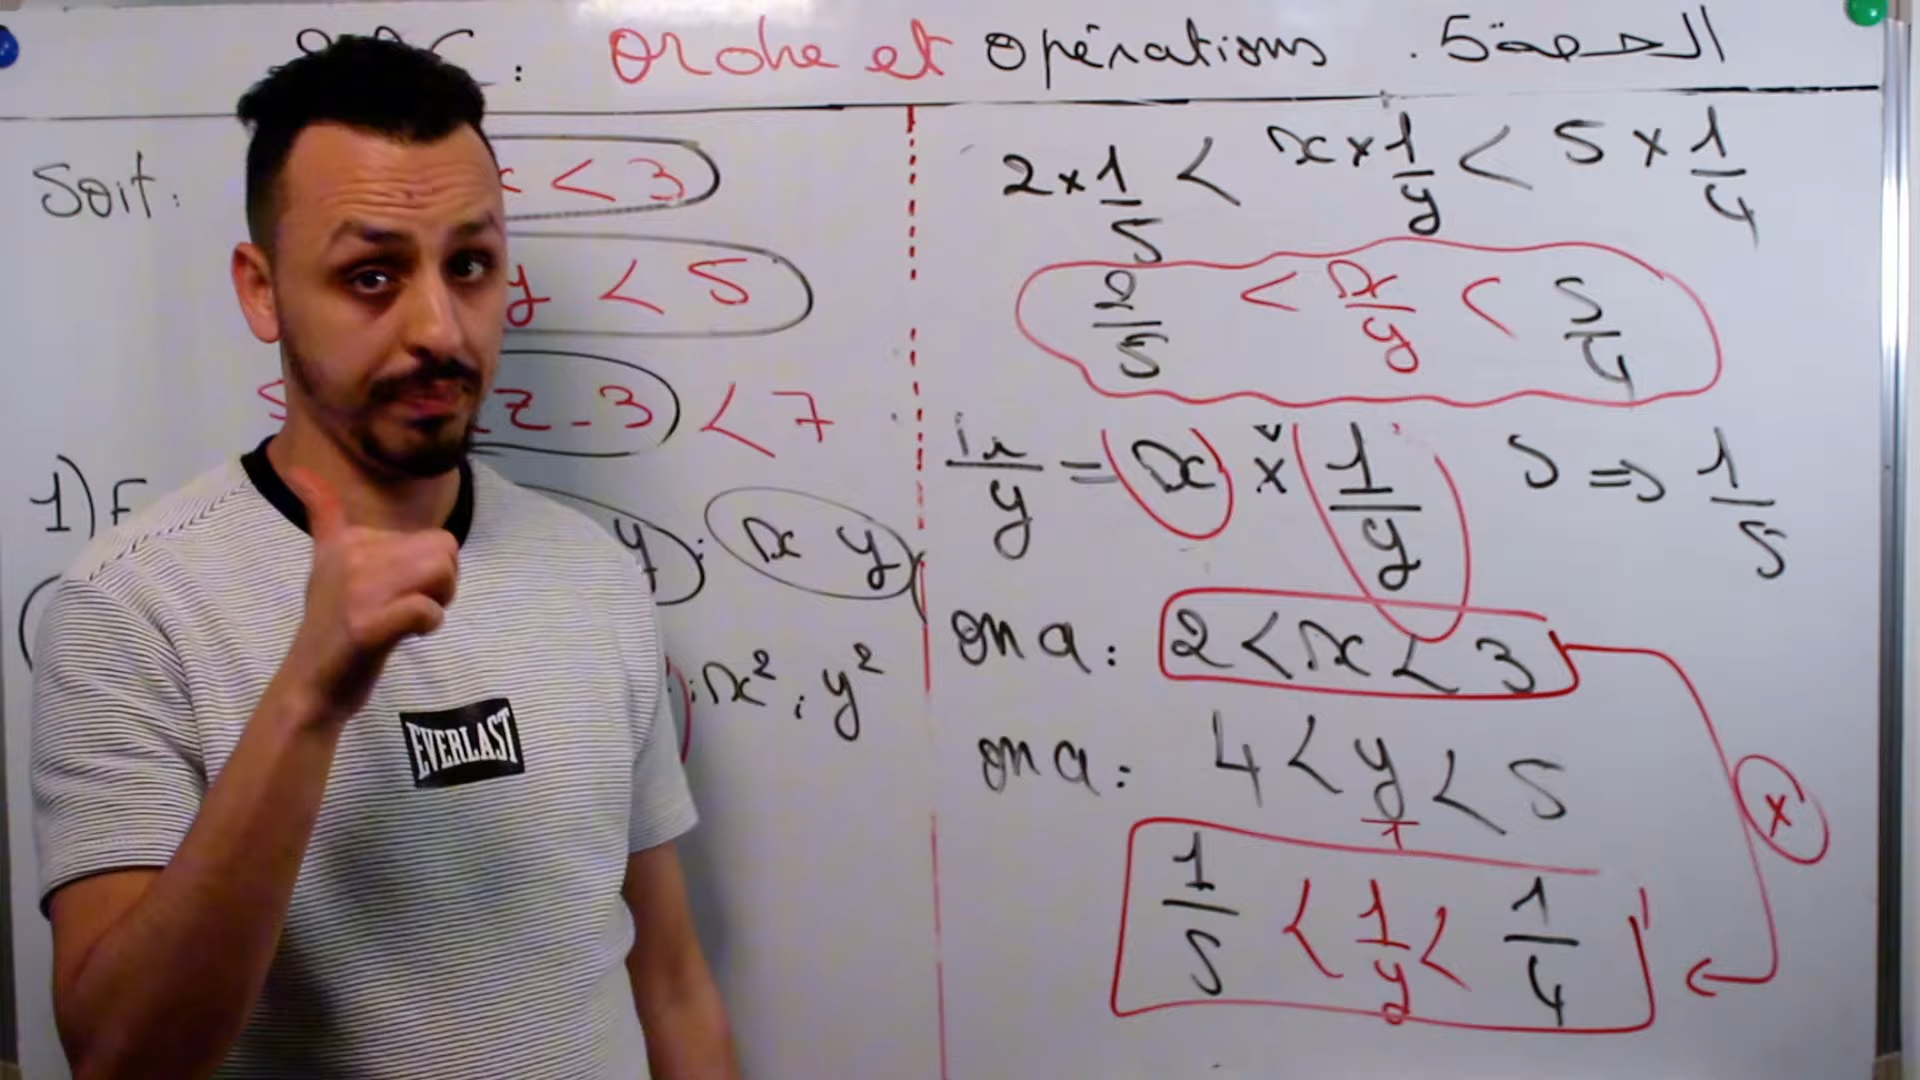 : Ordre et opérations . الحصة 5
Soit :
x < 3
y < 5
z - 3 < 7
1)
y ; x y
; x² ; y²
2 × 1/5 < x × 1/y < 5 × 1/4
2/5 < x/y < 5/4
x/y = x × 1/y 5 ⇒ 1/5
on a : 2 < x < 3
on a : 4 < y < 5
×
1/5 < 1/y < 1/4
EVERLAST